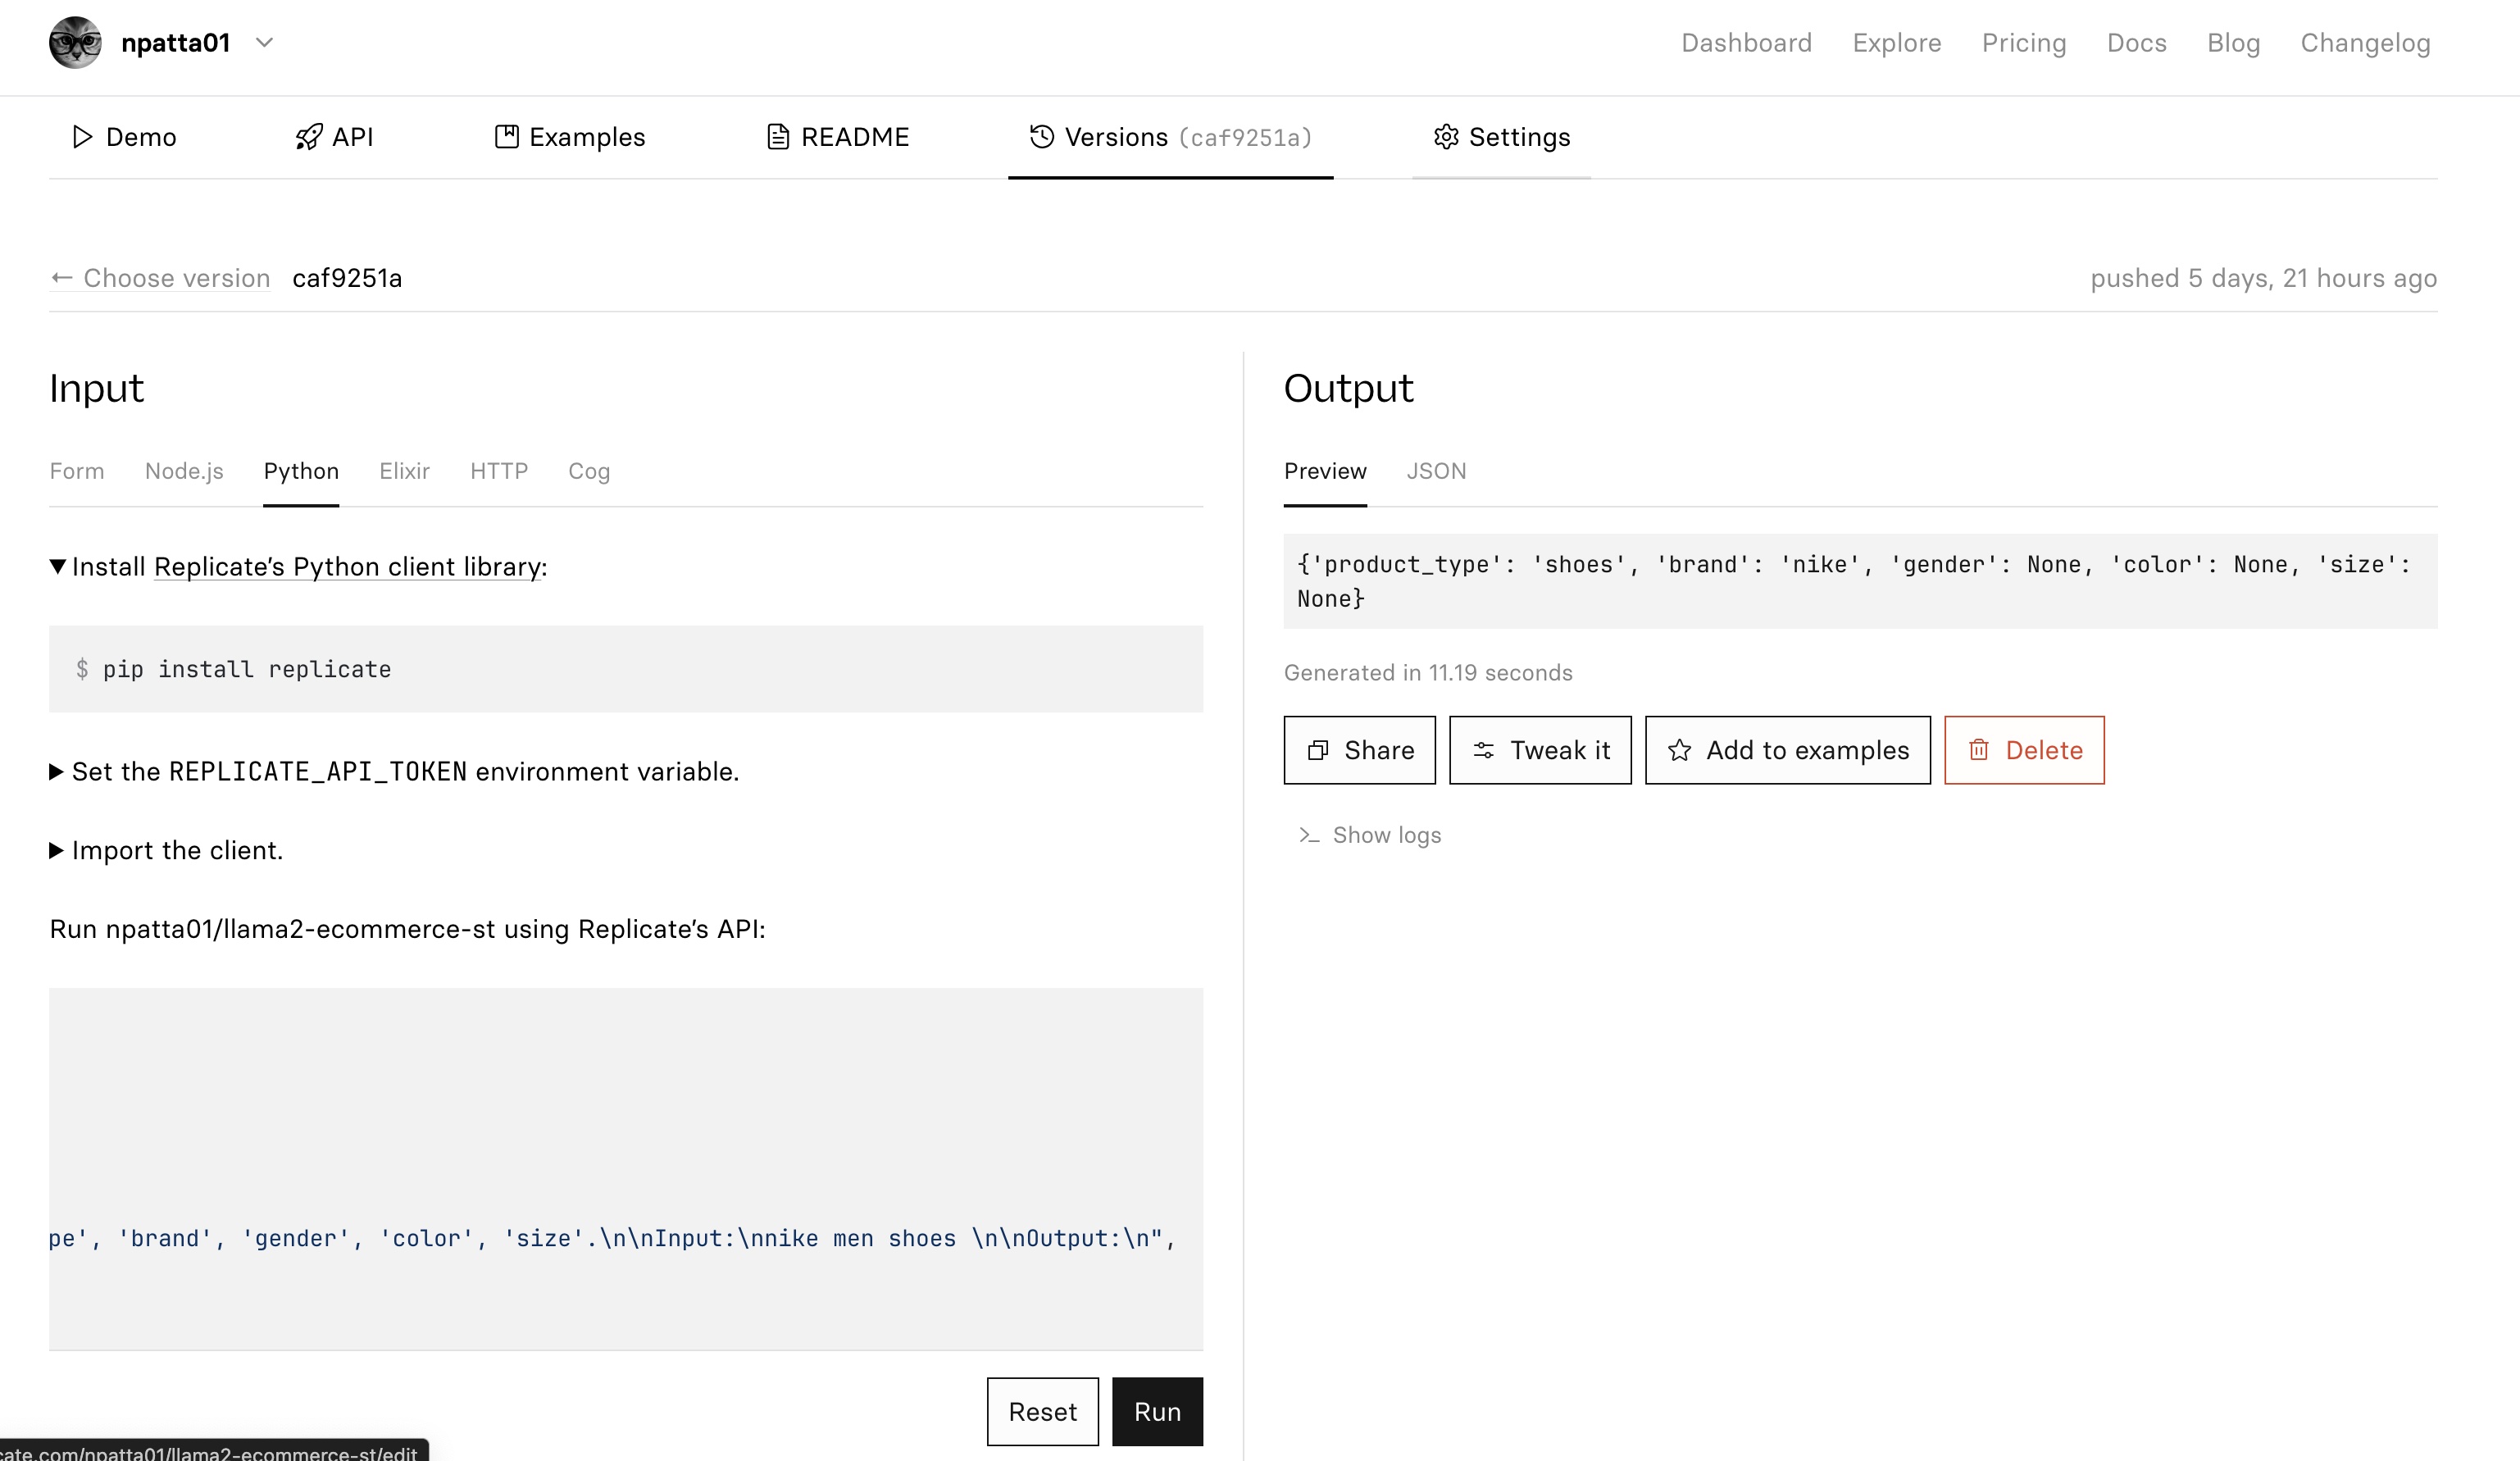 npatta01
Dashboard Explore Pricing Docs Blog Changelog
Demo API Examples README Versions (caf9251a) Settings
← Choose version caf9251a
pushed 5 days, 21 hours ago
Input
Form Node.js Python Elixir HTTP Cog
▼ Install Replicate’s Python client library:
$ pip install replicate
▶ Set the REPLICATE_API_TOKEN environment variable.
▶ Import the client.
Run npatta01/llama2-ecommerce-st using Replicate’s API:
pe', 'brand', 'gender', 'color', 'size'.\n\nInput:\nnike men shoes \n\nOutput:\n",
Reset Run
cate.com/npatta01/llama2-ecommerce-st/edit
Output
Preview JSON
{'product_type': 'shoes', 'brand': 'nike', 'gender': None, 'color': None, 'size':
None}
Generated in 11.19 seconds
Share Tweak it Add to examples Delete
>_ Show logs